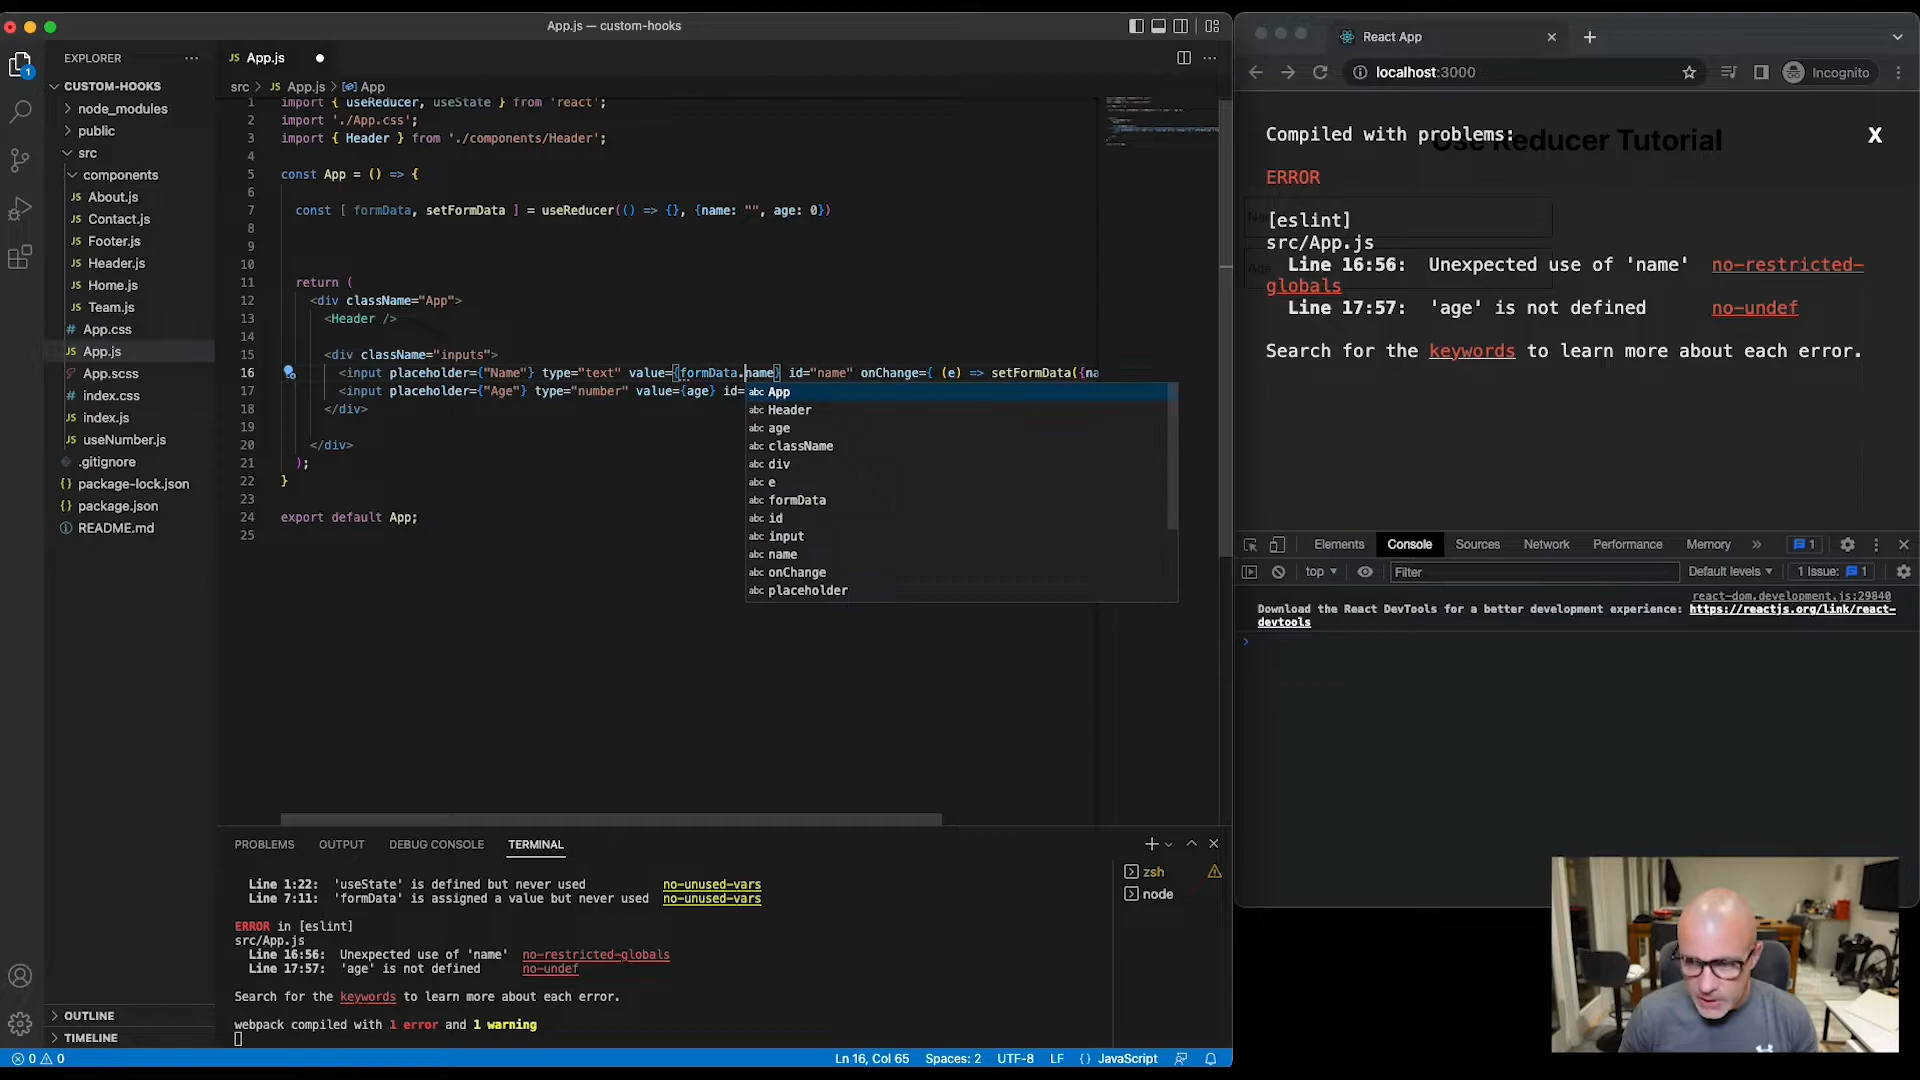 App.js — custom-hooks
EXPLORER
CUSTOM-HOOKS
node_modules
public
src
components
JS About.js
JS Contact.js
JS Footer.js
JS Header.js
JS Home.js
JS Team.js
# App.css
JS App.js
App.scss
# index.css
JS index.js
JS useNumber.js
.gitignore
{} package-lock.json
{} package.json
README.md
OUTLINE
TIMELINE
1
JS App.js
src > JS App.js > App
1 import { useReducer, useState } from 'react';
2 import './App.css';
3 import { Header } from './components/Header';
4
5 const App = () => {
6
7 const [ formData, setFormData ] = useReducer(() => {}, {name: "", age: 0})
8
9
10
11 return (
12 <div className="App">
13 <Header />
14
15 <div className="inputs">
16 <input placeholder={"Name"} type="text" value={formData.name} id="name" onChange={ (e) => setFormData({na
17 <input placeholder={"Age"} type="number" value={age} id=
18 </div>
19
20 </div>
21 );
22 }
23
24 export default App;
25
abc App
abc Header
abc age
abc className
abc div
abc e
abc formData
abc id
abc input
abc name
abc onChange
abc placeholder
PROBLEMS OUTPUT DEBUG CONSOLE TERMINAL
Line 1:22: 'useState' is defined but never used no-unused-vars
Line 7:11: 'formData' is assigned a value but never used no-unused-vars
ERROR in [eslint]
src/App.js
Line 16:56: Unexpected use of 'name' no-restricted-globals
Line 17:57: 'age' is not defined no-undef
Search for the keywords to learn more about each error.
webpack compiled with 1 error and 1 warning
zsh
node
0 0
Ln 16, Col 65 Spaces: 2 UTF-8 LF {} JavaScript
React App
localhost:3000
Incognito
Use Reducer Tutorial
Compiled with problems:
X
ERROR
[eslint]
src/App.js
Line 16:56: Unexpected use of 'name' no-restricted-
globals
Line 17:57: 'age' is not defined no-undef
Search for the keywords to learn more about each error.
Elements Console Sources Network Performance Memory » 1
top Filter Default levels 1 Issue: 1
react-dom.development.js:29840
Download the React DevTools for a better development experience: https://reactjs.org/link/react-
devtools